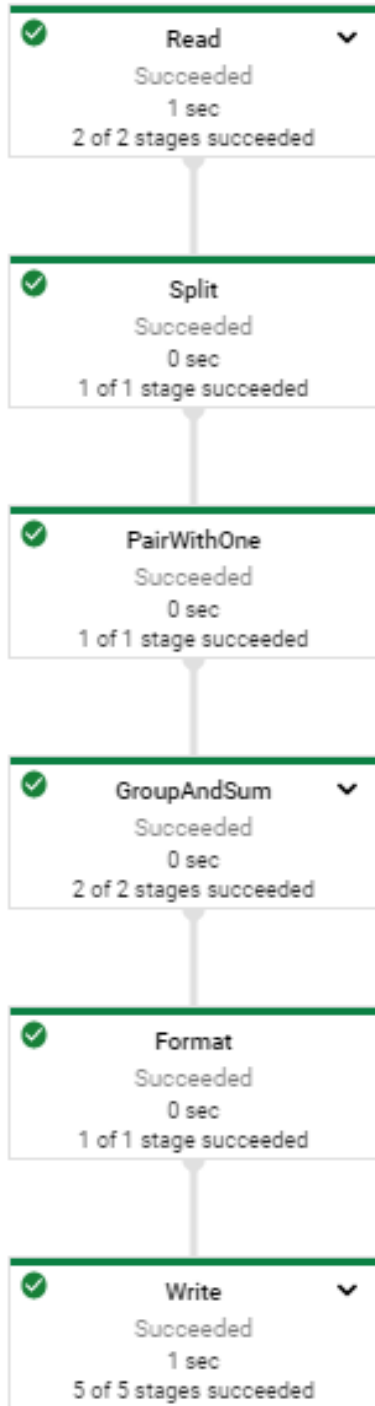 Read
Succeeded
1 sec
2 of 2 stages succeeded
Split
Succeeded
0 sec
1 of 1 stage succeeded
PairWithOne
Succeeded
0 sec
1 of 1 stage succeeded
GroupAndSum
Succeeded
0 sec
2 of 2 stages succeeded
Format
Succeeded
0 sec
1 of 1 stage succeeded
Write
Succeeded
1 sec
5 of 5 stages succeeded